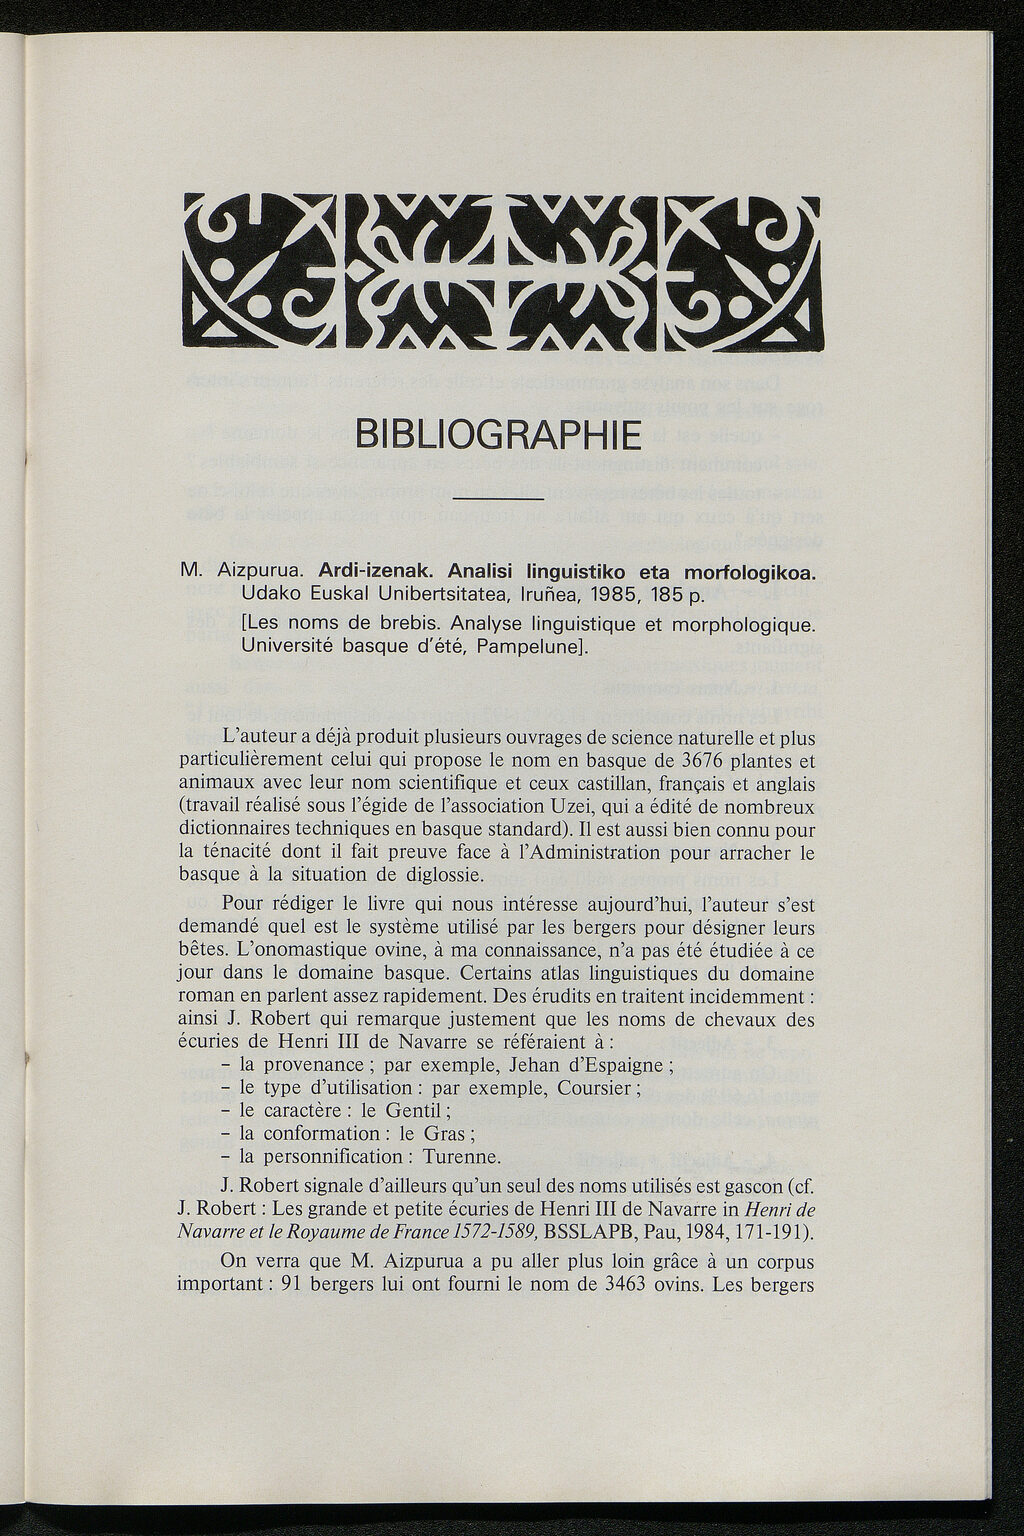 BIBLIOGRAPHIE
M. Aizpurua. Ardi-izenak. Analisi linguistiko eta morfologikoa.
Udako Euskal Unibertsitatea, Iruñea, 1985, 185 p.
[Les noms de brebis. Analyse linguistique et morphologique.
Université basque d'été, Pampelune].
L'auteur a déjà produit plusieurs ouvrages de science naturelle et plus
particulièrement celui qui propose le nom en basque de 3676 plantes et
animaux avec leur nom scientifique et ceux castillan, français et anglais
(travail réalisé sous l'égide de l'association Uzei, qui a édité de nombreux
dictionnaires techniques en basque standard). Il est aussi bien connu pour
la ténacité dont il fait preuve face à l'Administration pour arracher le
basque à la situation de diglossie.
Pour rédiger le livre qui nous intéresse aujourd'hui, l'auteur s'est
demandé quel est le système utilisé par les bergers pour désigner leurs
bêtes. L'onomastique ovine, à ma connaissance, n'a pas été étudiée à ce
jour dans le domaine basque. Certains atlas linguistiques du domaine
roman en parlent assez rapidement. Des érudits en traitent incidemment :
ainsi J. Robert qui remarque justement que les noms de chevaux des
écuries de Henri III de Navarre se référaient à :
– la provenance ; par exemple, Jehan d'Espaigne ;
– le type d'utilisation : par exemple, Coursier ;
– le caractère : le Gentil ;
– la conformation : le Gras ;
– la personnification : Turenne.
J. Robert signale d'ailleurs qu'un seul des noms utilisés est gascon (cf.
J. Robert : Les grande et petite écuries de Henri III de Navarre in Henri de
Navarre et le Royaume de France 1572-1589, BSSLAPB, Pau, 1984, 171-191).
On verra que M. Aizpurua a pu aller plus loin grâce à un corpus
important : 91 bergers lui ont fourni le nom de 3463 ovins. Les bergers